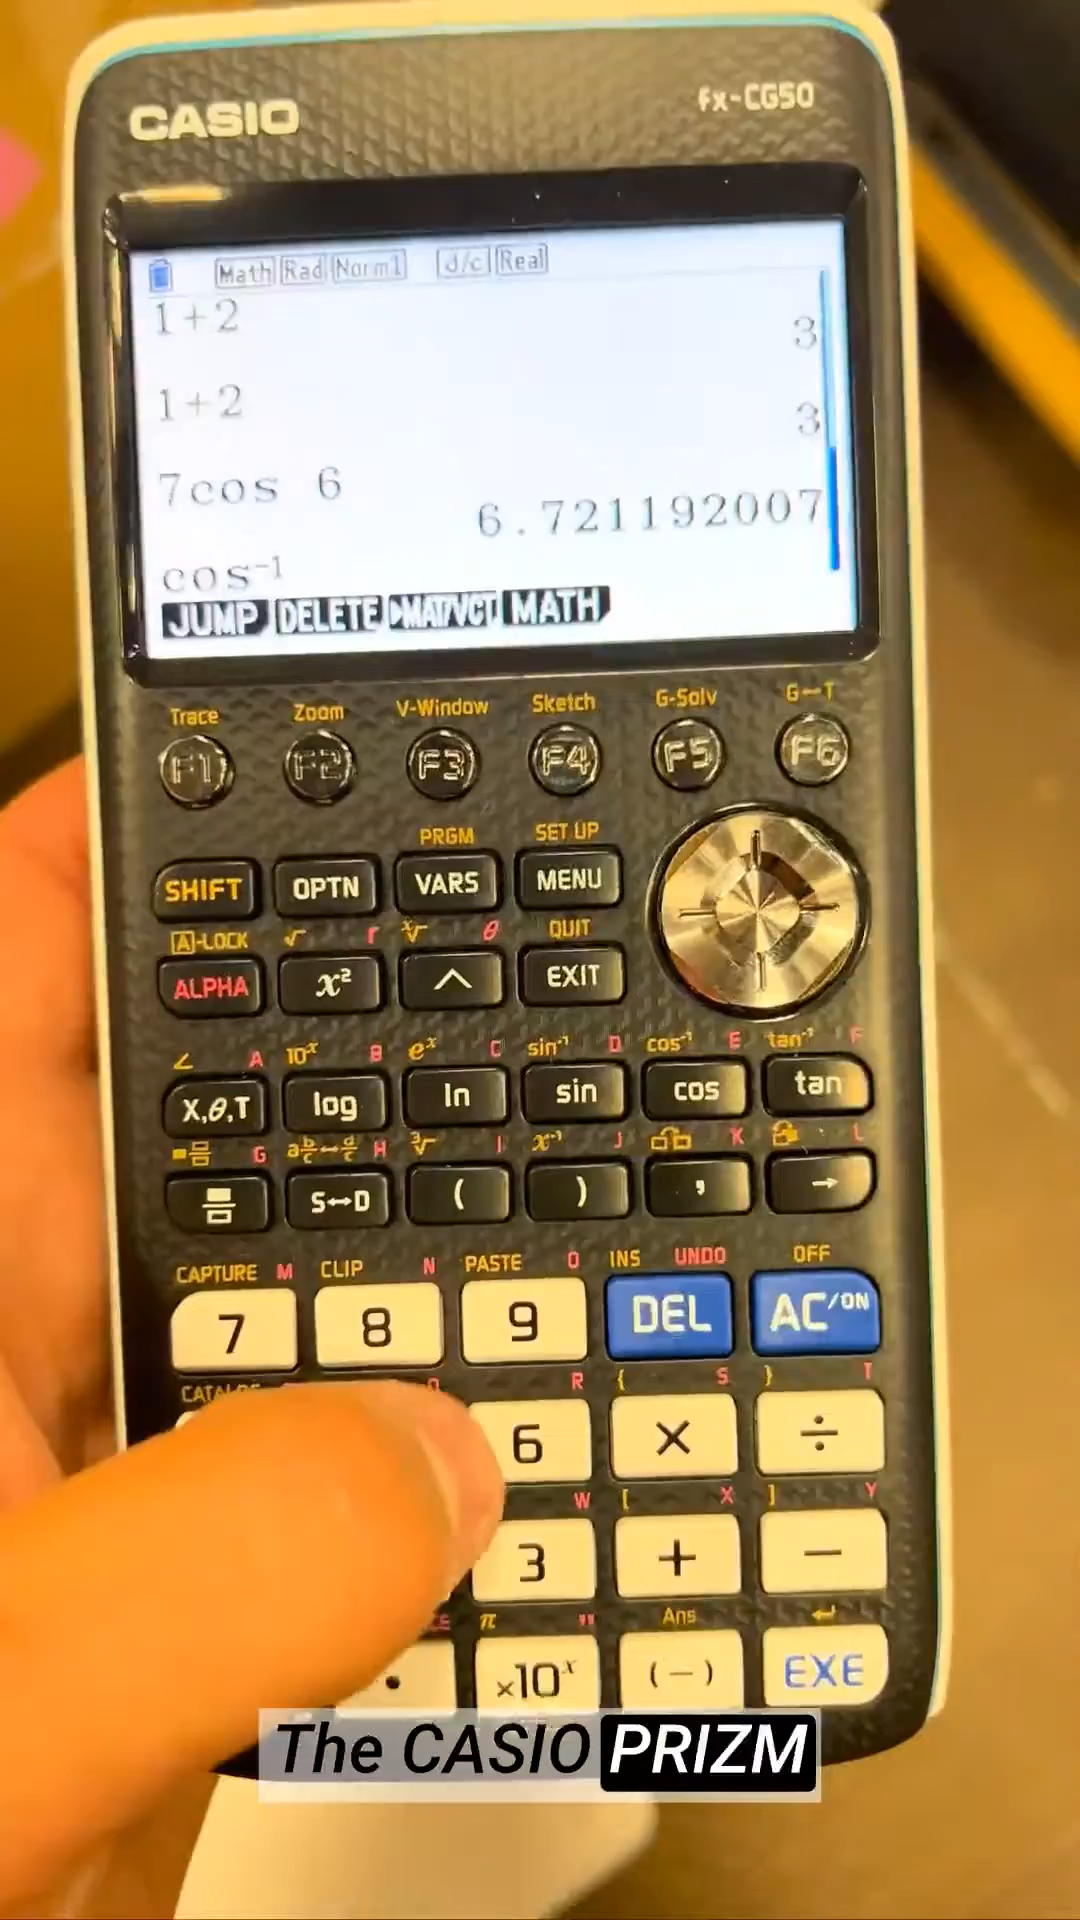 CASIO fx-CG50
Math Rad Norm1 d/c Real
1+2
3
1+2
3
7cos 6
6.721192007
cos⁻¹
JUMP DELETE ▶MAT/VCT MATH
Trace Zoom V-Window Sketch G-Solv G↔T
F1 F2 F3 F4 F5 F6
PRGM SET UP
SHIFT OPTN VARS MENU
A-LOCK √ r ˣ√ θ QUIT
ALPHA x² ^ EXIT
∠ A 10ˣ B eˣ C sin⁻¹ D cos⁻¹ E tan⁻¹ F
X,θ,T log ln sin cos tan
G a b/c↔d/c H ³√ I x⁻¹ J K L
S↔D ( ) , →
CAPTURE M CLIP N PASTE O INS UNDO OFF
7 8 9 DEL AC/ON
R { S } T
6 × ÷
W [ X ] Y
3 + −
π " Ans ↵
• ×10ˣ (−) EXE
The CASIO PRIZM